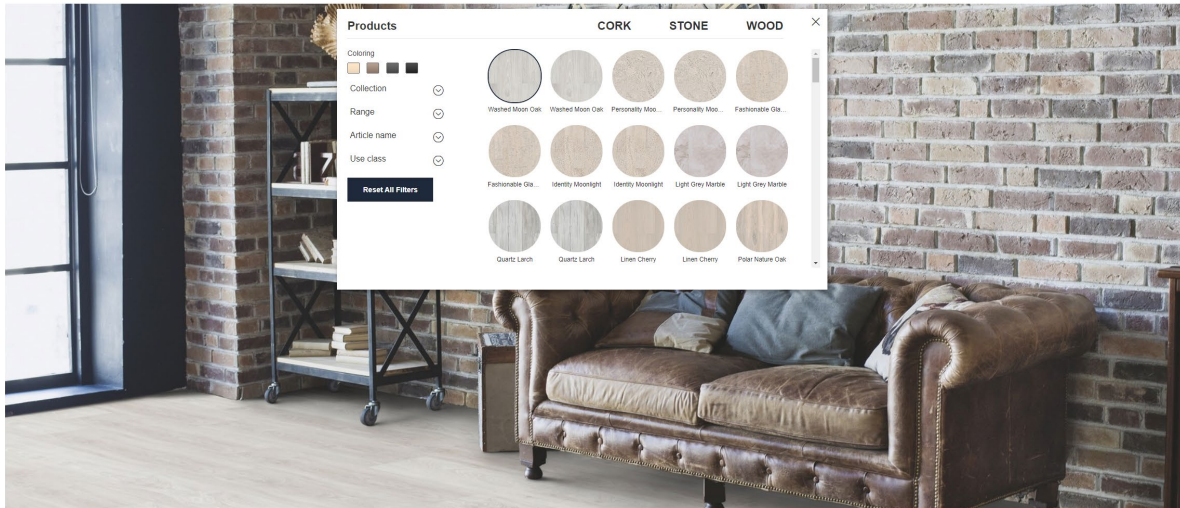 Products
CORK STONE WOOD
Coloring
Collection
Range
Article name
Use class
Reset All Filters
Washed Moon Oak Washed Moon Oak Personality Moo... Personality Moo... Fashionable Gla...
Fashionable Gla... Identity Moonlight Identity Moonlight Light Grey Marble Light Grey Marble
Quartz Larch Quartz Larch Linen Cherry Linen Cherry Polar Nature Oak
7